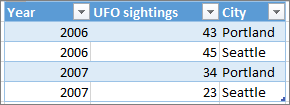 Year UFO sightings City
2006 43 Portland
2006 45 Seattle
2007 34 Portland
2007 23 Seattle